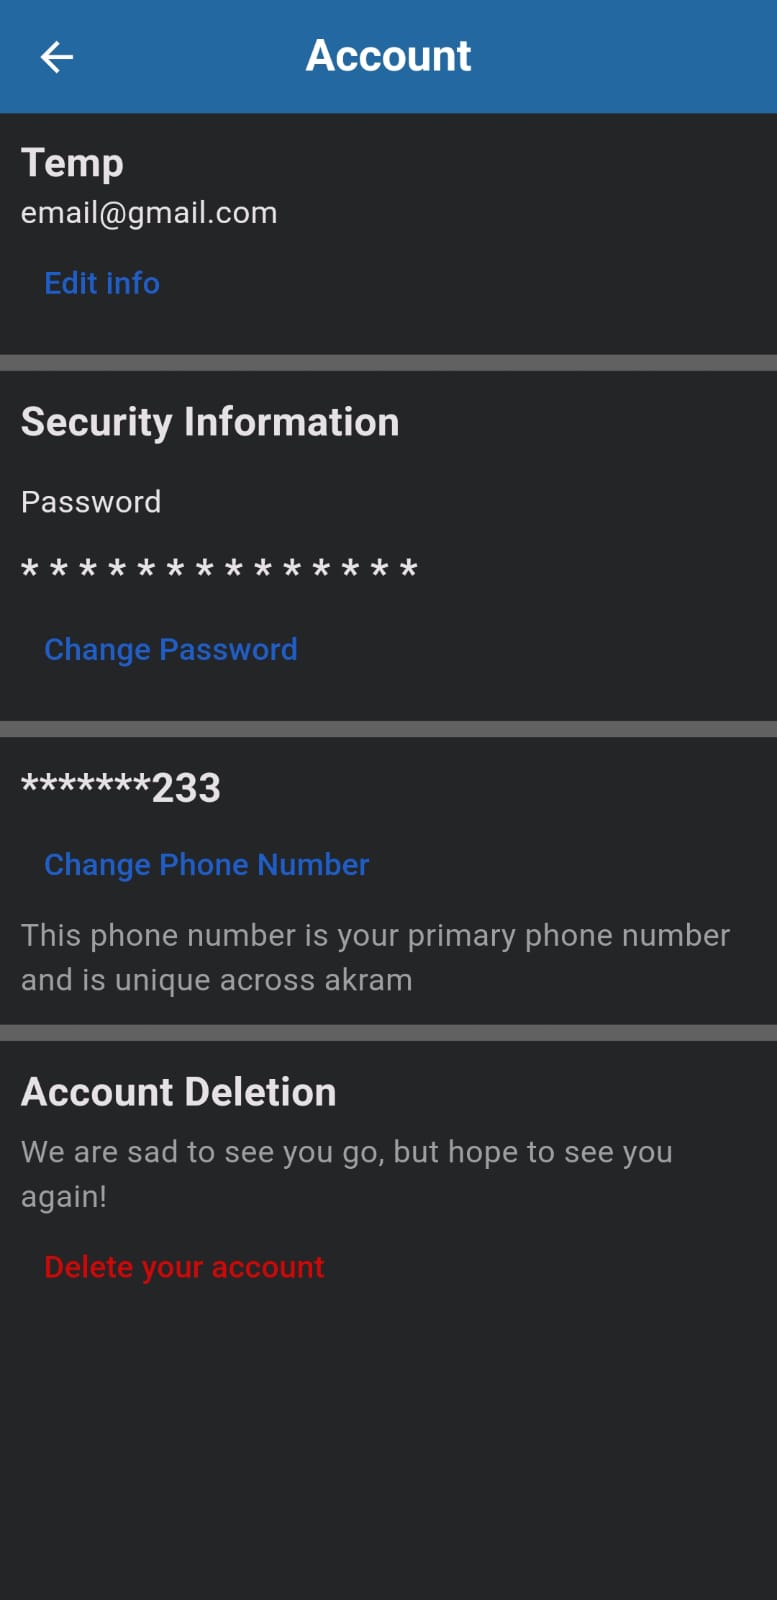 Account
Temp
email@gmail.com
Edit info
Security Information
Password
* * * * * * * * * * * * * *
Change Password
*******233
Change Phone Number
This phone number is your primary phone number
and is unique across akram
Account Deletion
We are sad to see you go, but hope to see you
again!
Delete your account